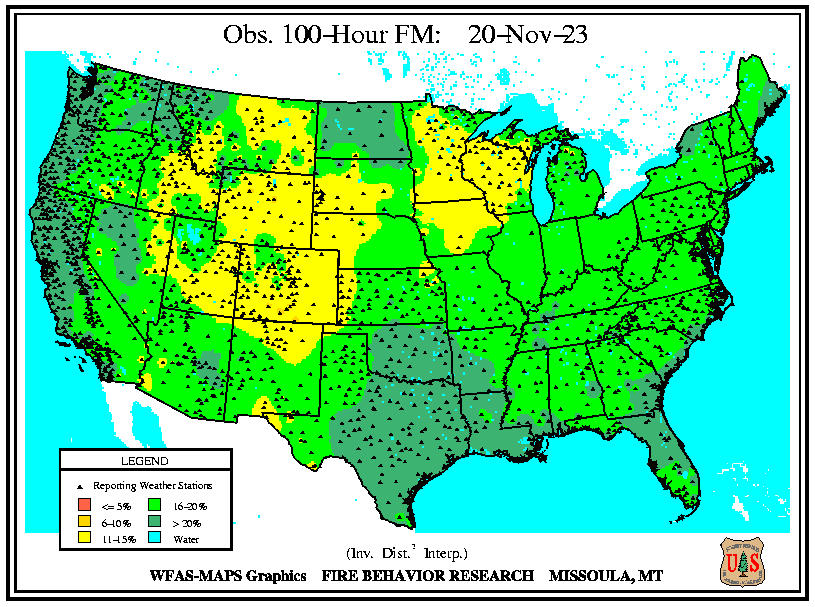 Obs. 100-Hour FM: 20-Nov-23
LEGEND
Reporting Weather Stations
<= 5% 16-20%
6-10% > 20%
11-15% Water
(Inv. Dist.² Interp.)
WFAS-MAPS Graphics FIRE BEHAVIOR RESEARCH MISSOULA, MT
U S